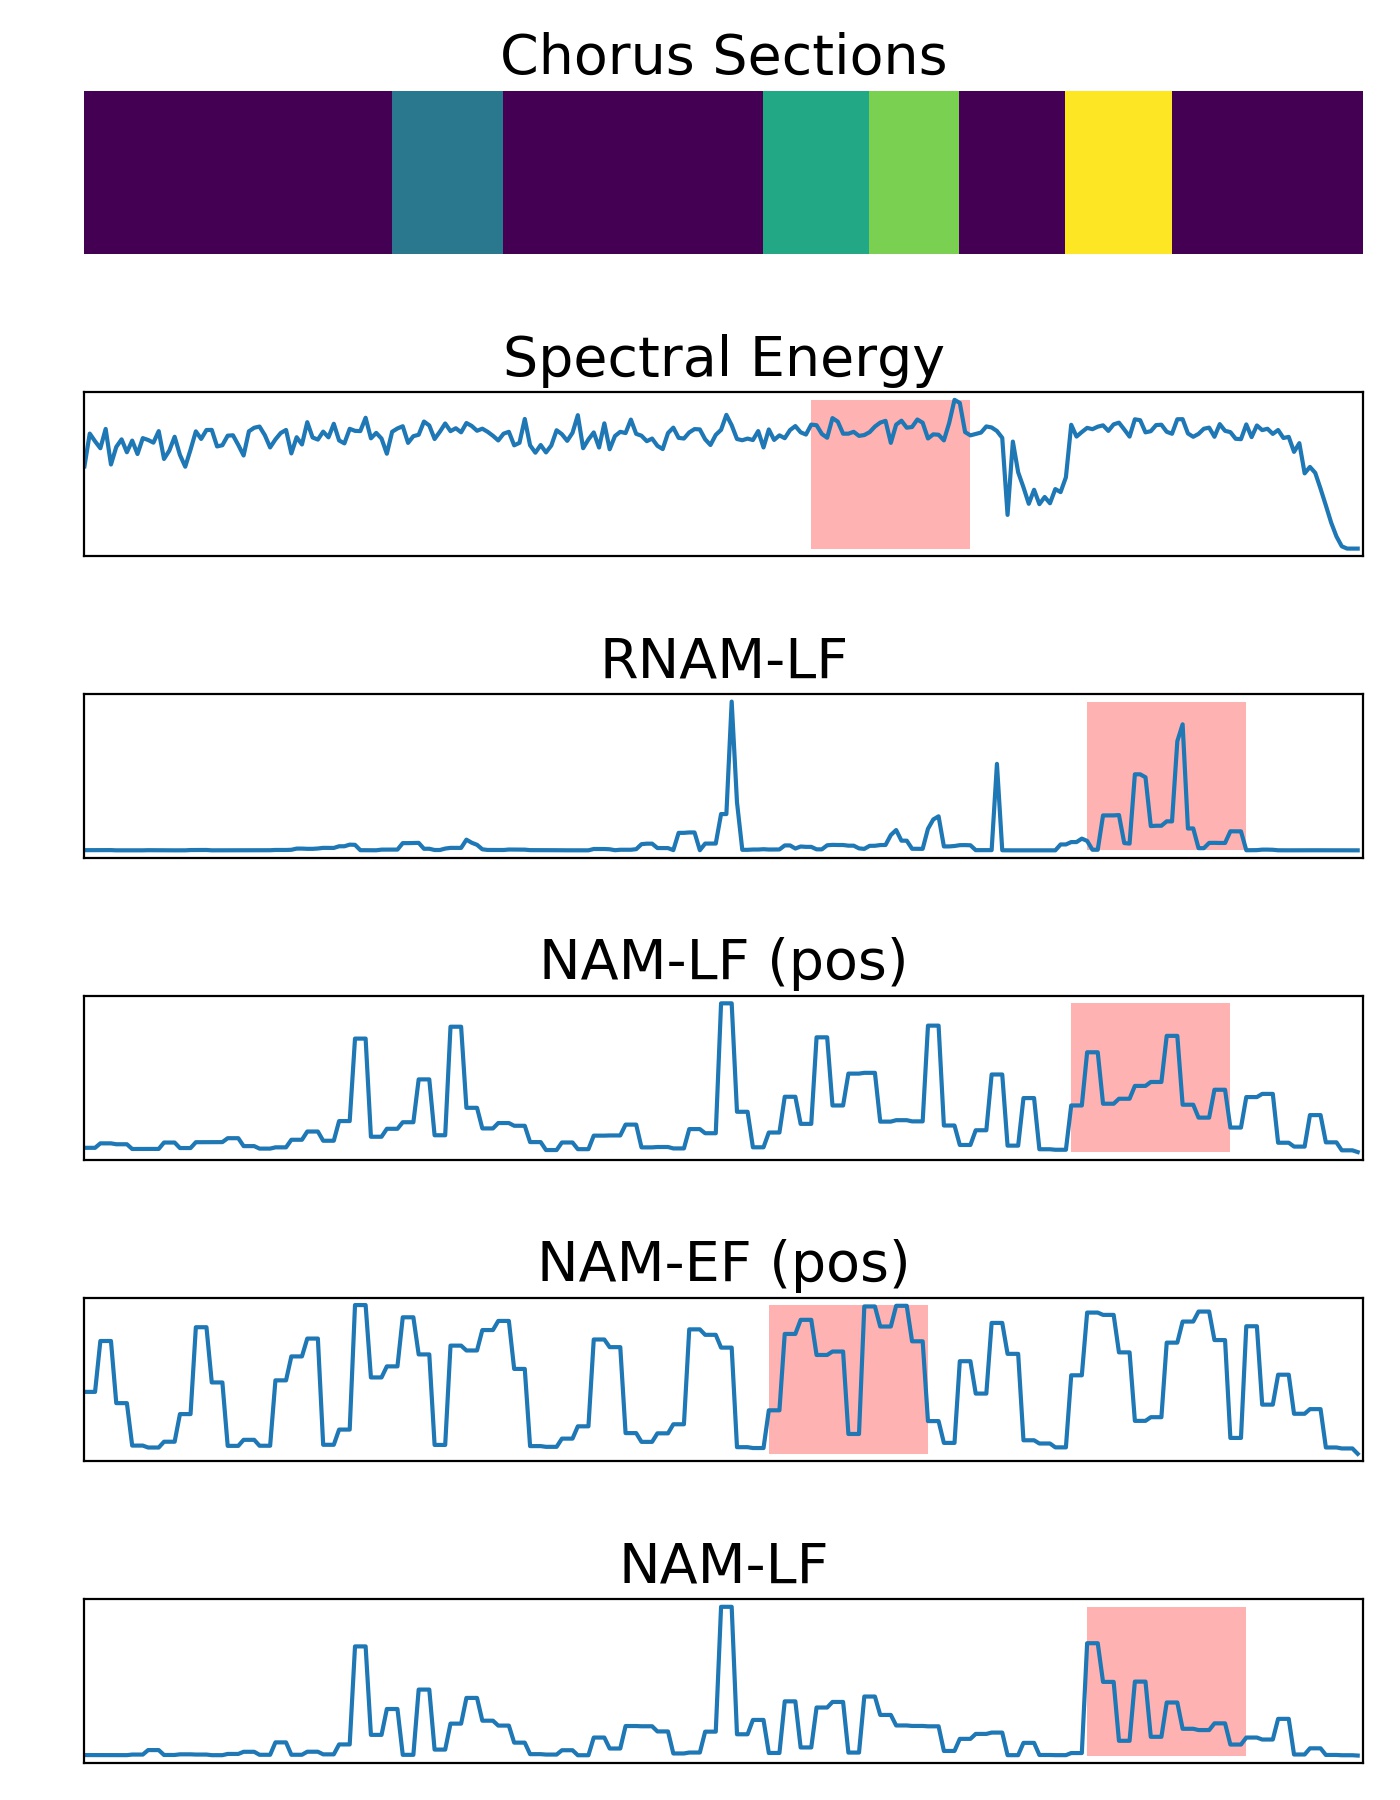 Chorus Sections
Spectral Energy
RNAM-LF
NAM-LF (pos)
NAM-EF (pos)
NAM-LF